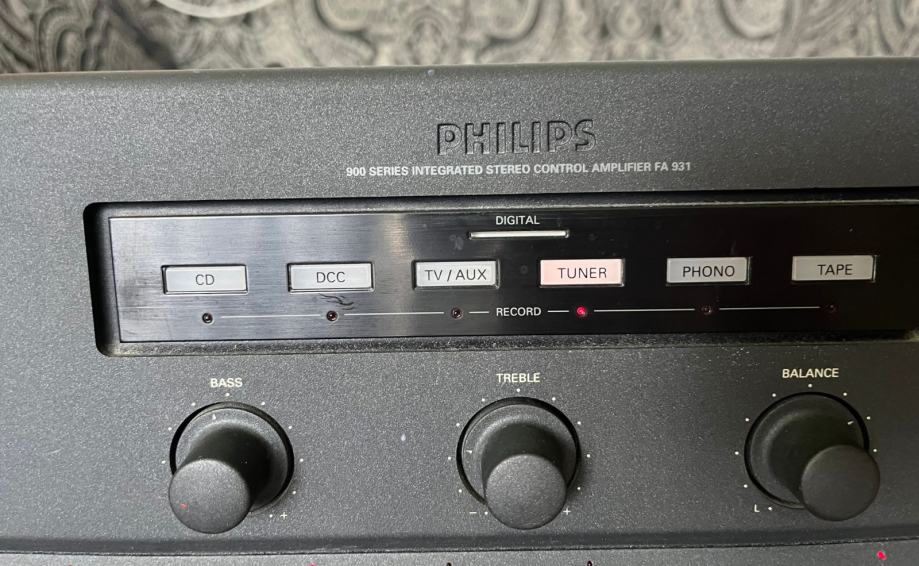 PHILIPS
900 SERIES INTEGRATED STEREO CONTROL AMPLIFIER FA 931
DIGITAL
CD DCC TV / AUX TUNER PHONO TAPE
RECORD
BASS TREBLE BALANCE
+ − + L